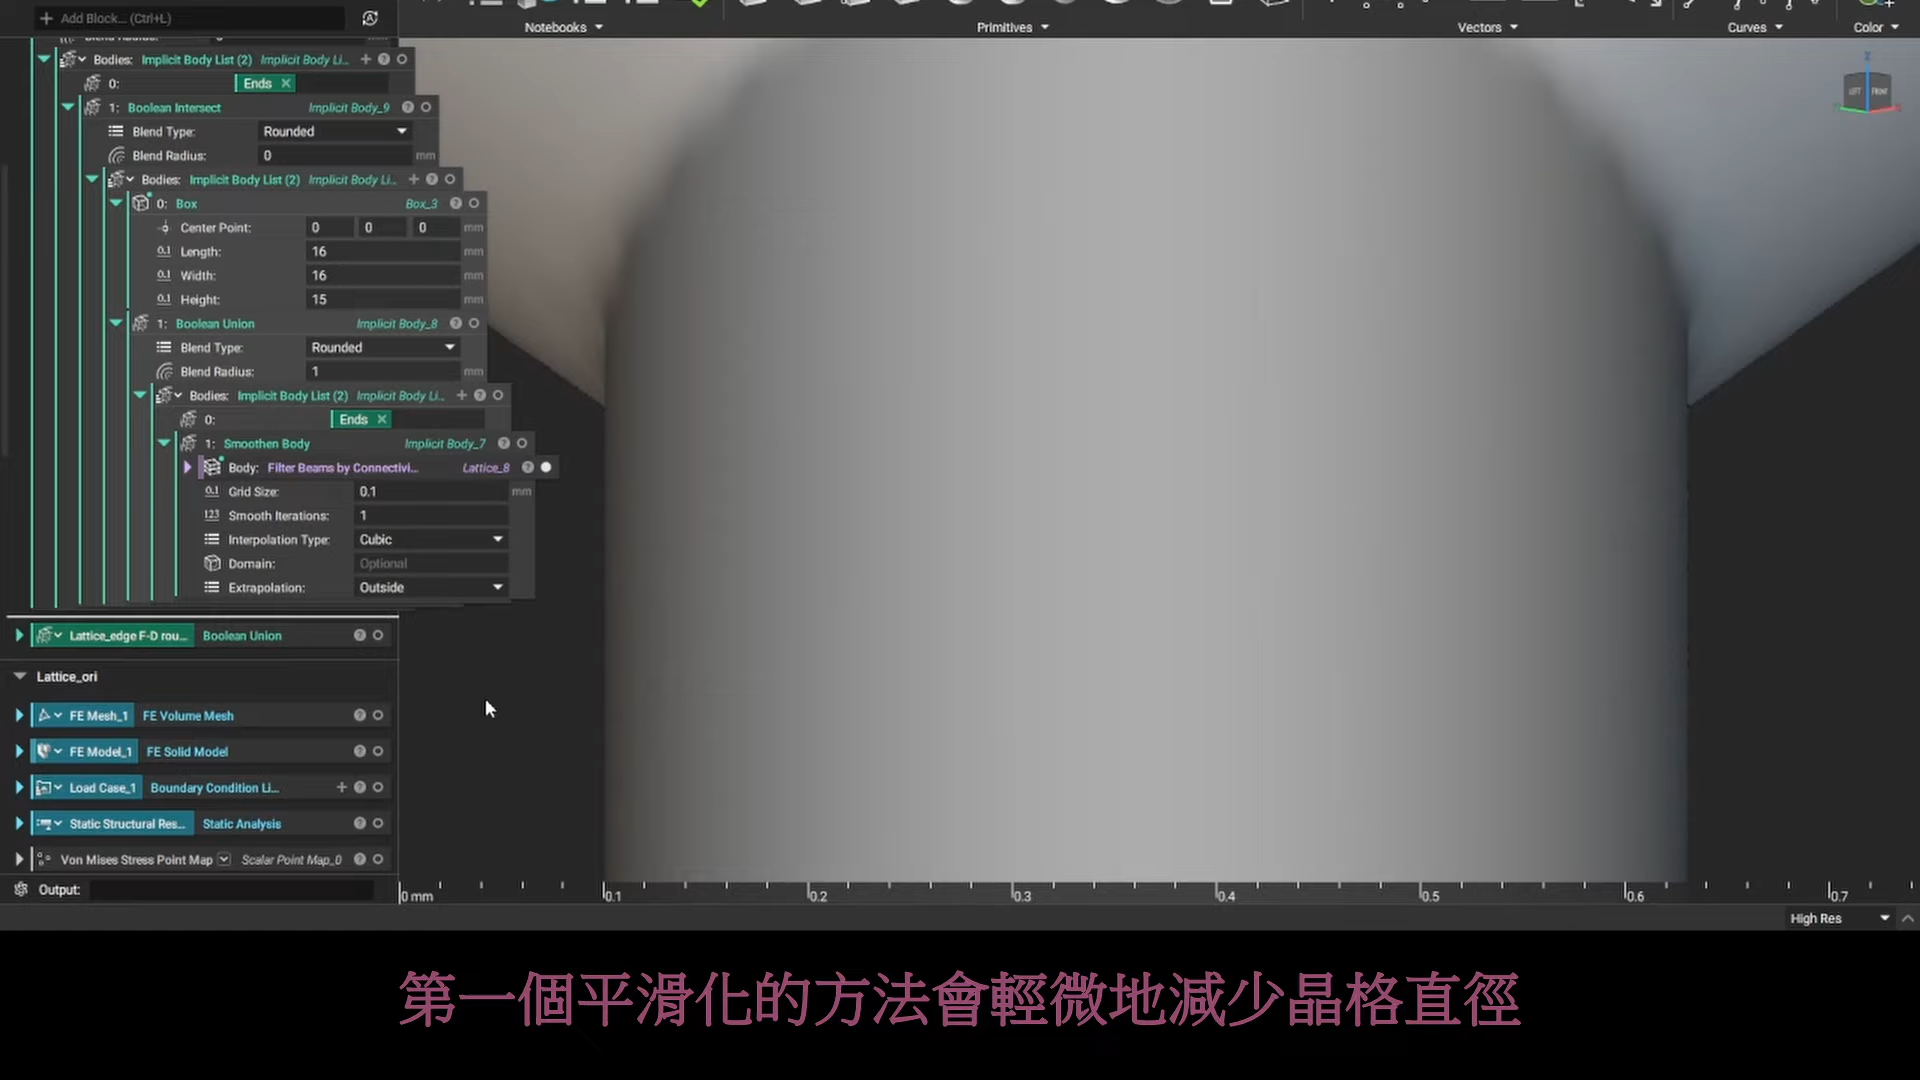 Add Block... (Ctrl+L)
Notebooks
Primitives
Vectors
Curves
Color
Bodies: Implicit Body List (2) Implicit Body Li...
0: Ends
1: Boolean Intersect Implicit Body_9
Blend Type: Rounded
Blend Radius: 0 mm
Bodies: Implicit Body List (2) Implicit Body Li...
0: Box Box_3
Center Point: 0 0 0 mm
Length: 16 mm
Width: 16 mm
Height: 15 mm
1: Boolean Union Implicit Body_8
Blend Type: Rounded
Blend Radius: 1 mm
Bodies: Implicit Body List (2) Implicit Body Li...
0: Ends
1: Smoothen Body Implicit Body_7
Body: Filter Beams by Connectivi... Lattice_8
Grid Size: 0.1 mm
Smooth Iterations: 1
Interpolation Type: Cubic
Domain: Optional
Extrapolation: Outside
Lattice_edge F-D rou... Boolean Union
Lattice_ori
FE Mesh_1 FE Volume Mesh
FE Model_1 FE Solid Model
Load Case_1 Boundary Condition Li...
Static Structural Res... Static Analysis
Von Mises Stress Point Map Scalar Point Map_0
Output:
Z
LEFT FRONT
0 mm 0.1 0.2 0.3 0.4 0.5 0.6 0.7
High Res
第一個平滑化的方法會輕微地減少晶格直徑